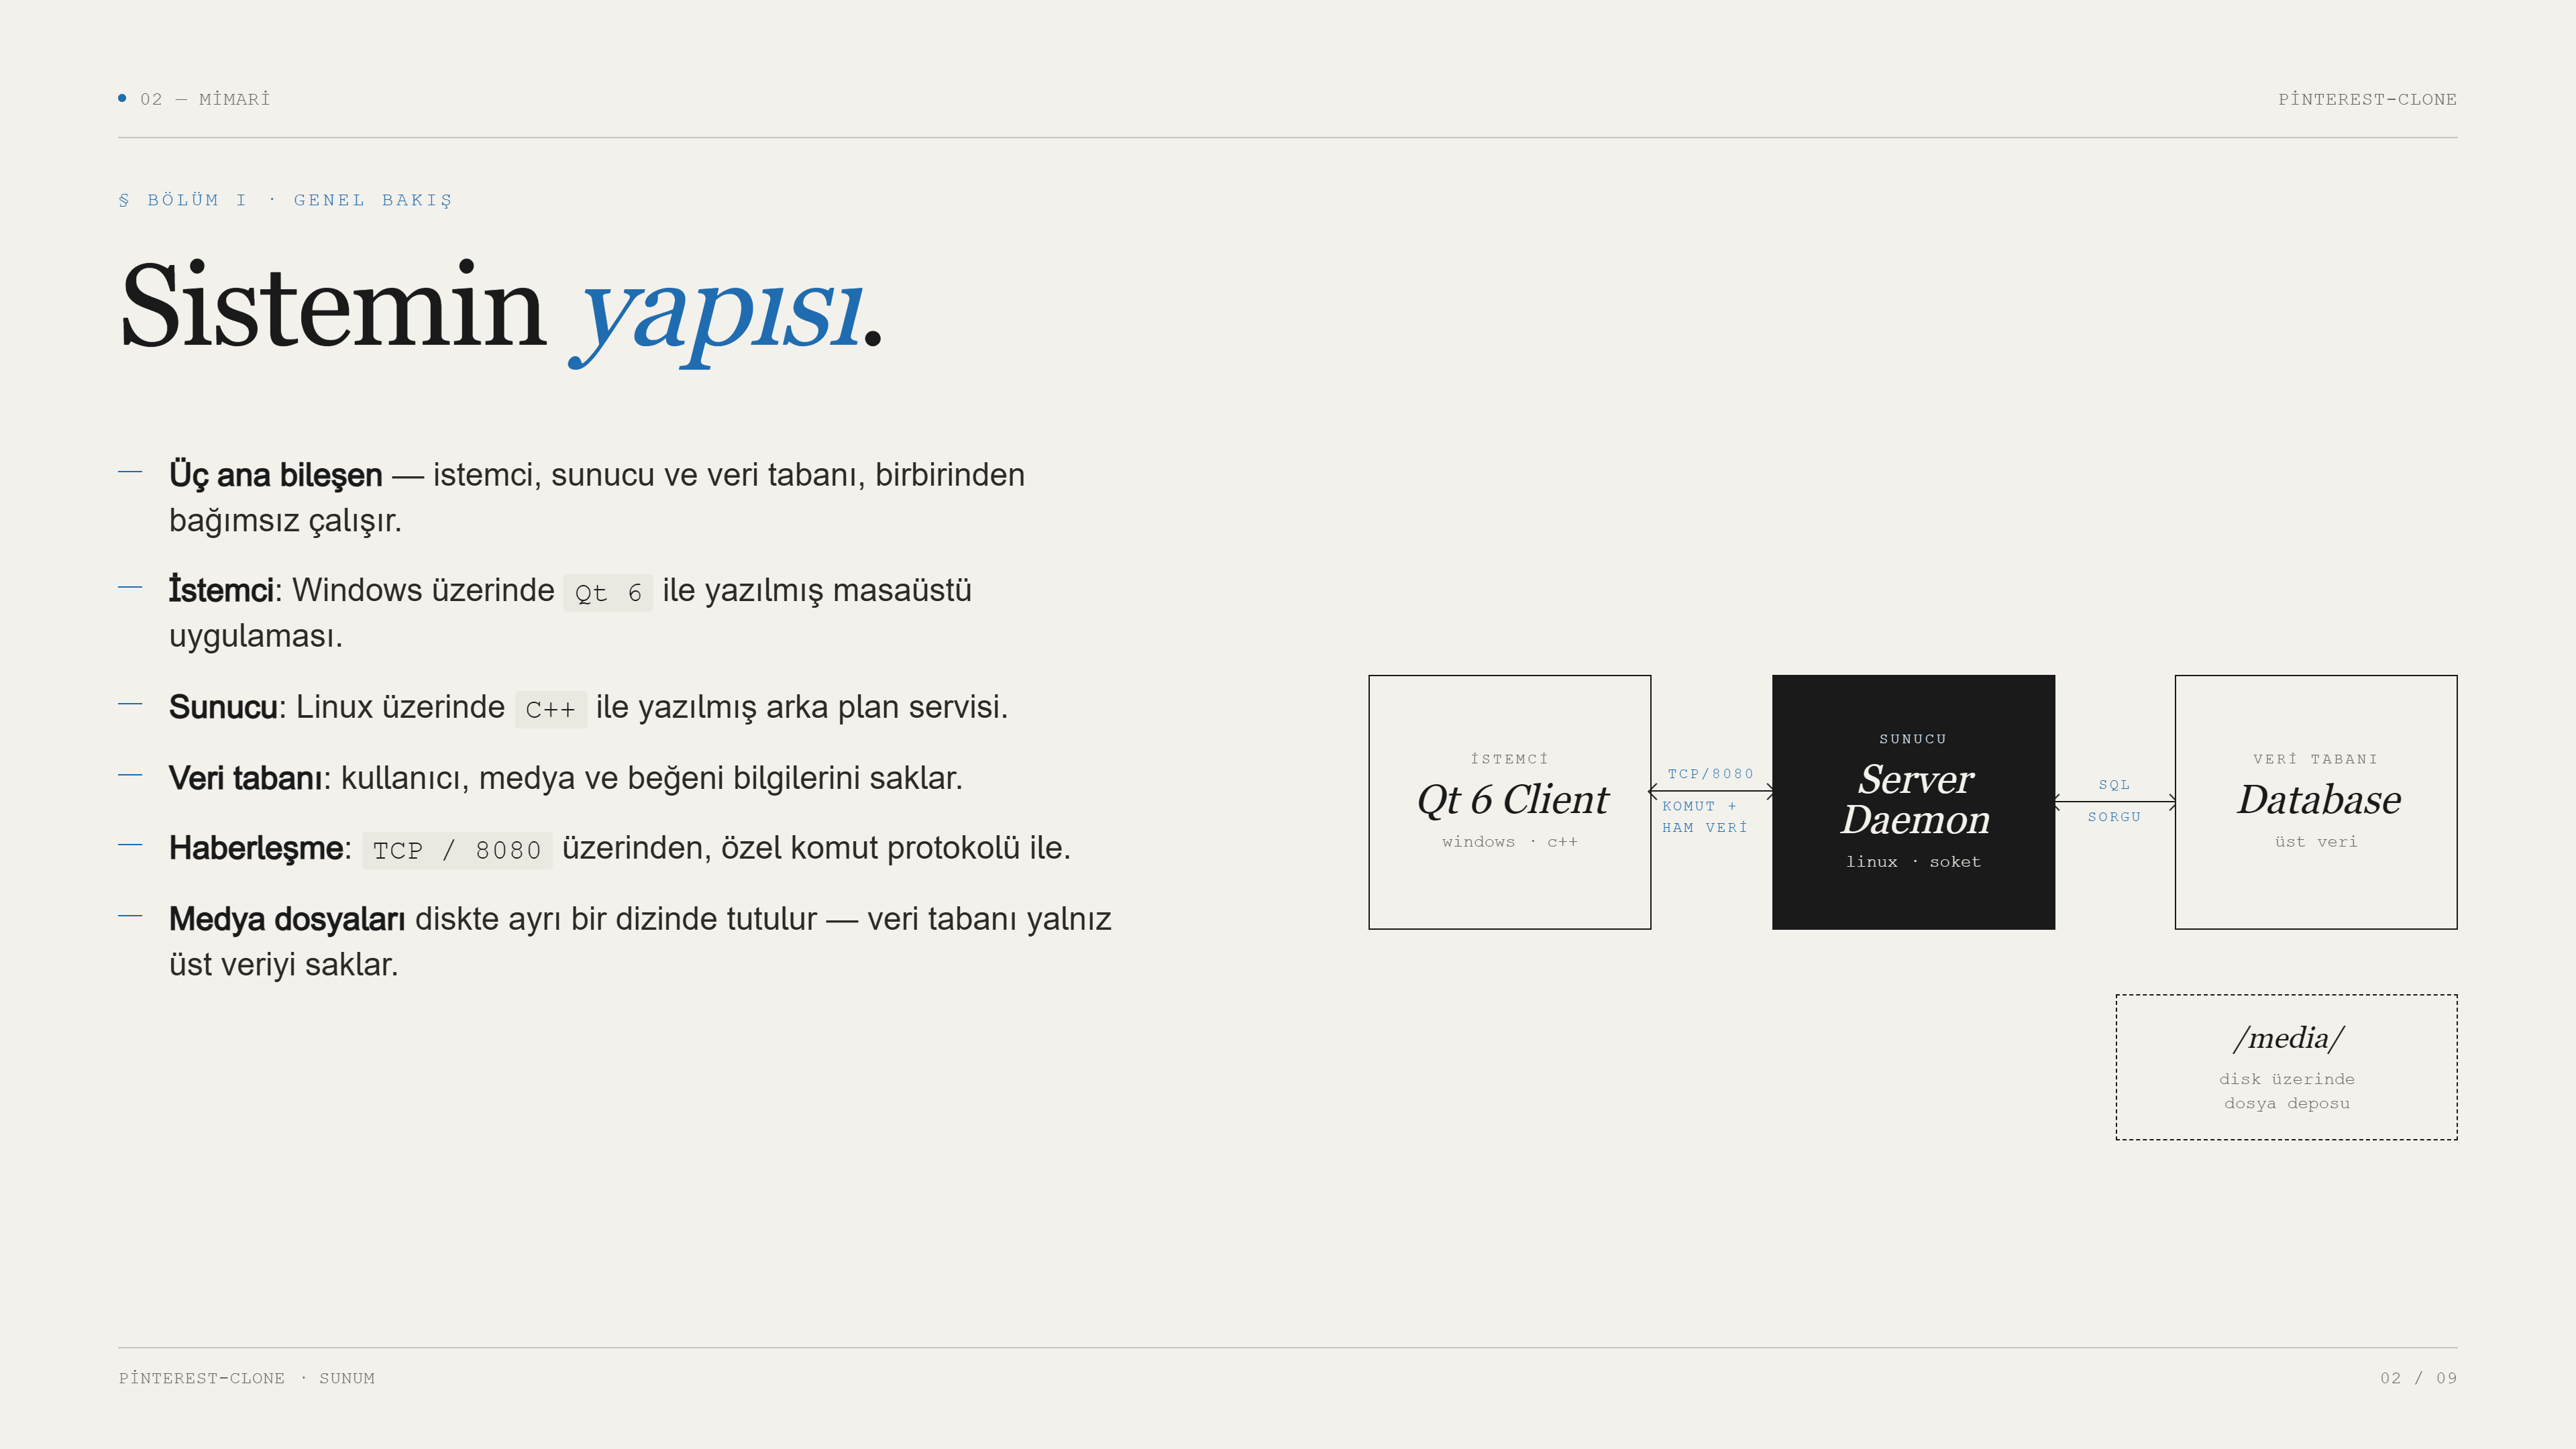 02 — MİMARİ
PİNTEREST-CLONE
§ BÖLÜM I · GENEL BAKIŞ
Sistemin yapısı.
— Üç ana bileşen — istemci, sunucu ve veri tabanı, birbirinden
bağımsız çalışır.
— İstemci: Windows üzerinde Qt 6 ile yazılmış masaüstü
uygulaması.
— Sunucu: Linux üzerinde C++ ile yazılmış arka plan servisi.
— Veri tabanı: kullanıcı, medya ve beğeni bilgilerini saklar.
— Haberleşme: TCP / 8080 üzerinden, özel komut protokolü ile.
— Medya dosyaları diskte ayrı bir dizinde tutulur — veri tabanı yalnız
üst veriyi saklar.
İSTEMCİ
Qt 6 Client
windows · c++
TCP/8080
KOMUT +
HAM VERİ
SUNUCU
Server
Daemon
linux · soket
SQL
SORGU
VERİ TABANI
Database
üst veri
/media/
disk üzerinde
dosya deposu
PİNTEREST-CLONE · SUNUM
02 / 09